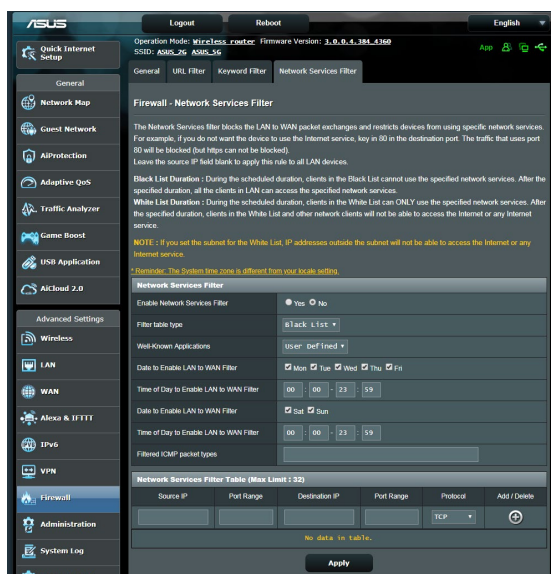 ASUS
Logout
Reboot
English
Operation Mode: Wireless router Firmware Version: 3.0.0.4.384_4360
SSID: ASUS_2G ASUS_5G
App
Quick Internet Setup
General
Network Map
Guest Network
AiProtection
Adaptive QoS
Traffic Analyzer
Game Boost
USB Application
AiCloud 2.0
Advanced Settings
Wireless
LAN
WAN
Alexa & IFTTT
IPv6
VPN
Firewall
Administration
System Log
General
URL Filter
Keyword Filter
Network Services Filter
Firewall - Network Services Filter
The Network Services filter blocks the LAN to WAN packet exchanges and restricts devices from using specific network services.
For example, if you do not want the device to use the Internet service, key in 80 in the destination port. The traffic that uses port
80 will be blocked (but https can not be blocked).
Leave the source IP field blank to apply this rule to all LAN devices.
Black List Duration : During the scheduled duration, clients in the Black List cannot use the specified network services. After the
specified duration, all the clients in LAN can access the specified network services.
White List Duration : During the scheduled duration, clients in the White List can ONLY use the specified network services. After
the specified duration, clients in the White List and other network clients will not be able to access the Internet or any Internet
service.
NOTE : If you set the subnet for the White List, IP addresses outside the subnet will not be able to access the Internet or any
Internet service.
* Reminder: The System time zone is different from your locale setting.
Network Services Filter
Enable Network Services Filter
Yes No
Filter table type
Black List
Well-Known Applications
User Defined
Date to Enable LAN to WAN Filter
Mon Tue Wed Thu Fri
Time of Day to Enable LAN to WAN Filter
00 : 00 - 23 : 59
Date to Enable LAN to WAN Filter
Sat Sun
Time of Day to Enable LAN to WAN Filter
00 : 00 - 23 : 59
Filtered ICMP packet types
Network Services Filter Table (Max Limit : 32)
Source IP
Port Range
Destination IP
Port Range
Protocol
Add / Delete
TCP
No data in table.
Apply